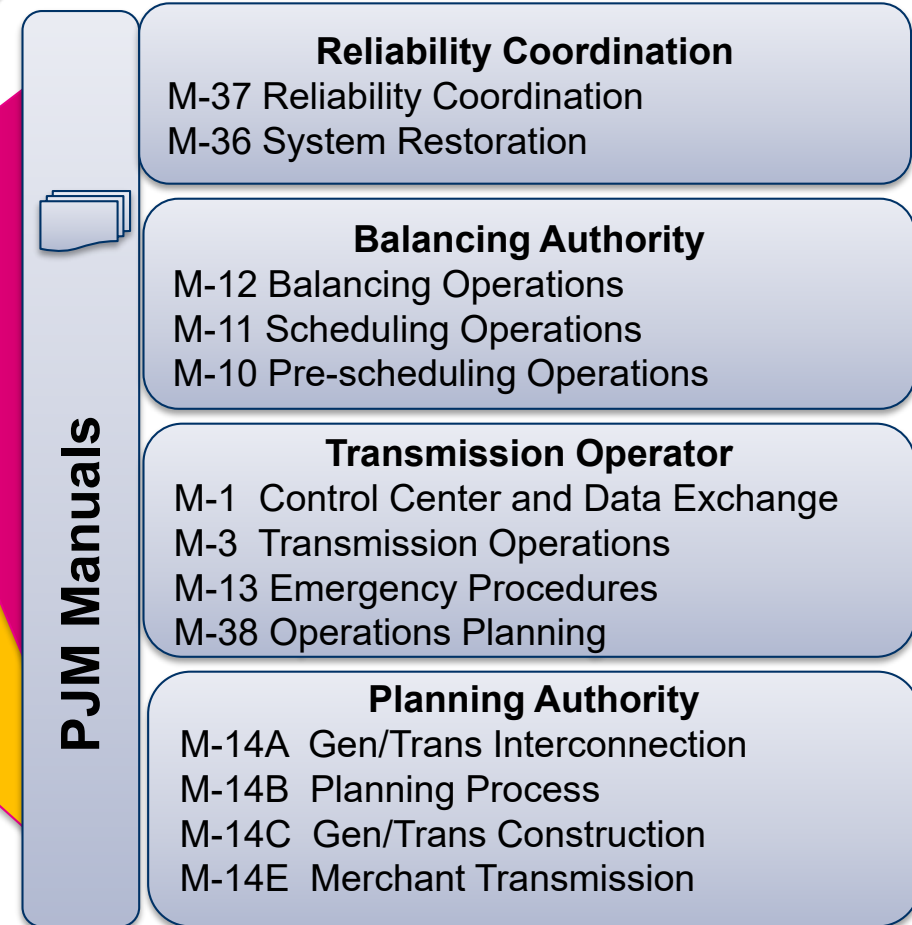 PJM Manuals
Reliability Coordination
M-37 Reliability Coordination
M-36 System Restoration
Balancing Authority
M-12 Balancing Operations
M-11 Scheduling Operations
M-10 Pre-scheduling Operations
Transmission Operator
M-1  Control Center and Data Exchange
M-3  Transmission Operations
M-13 Emergency Procedures
M-38 Operations Planning
Planning Authority
M-14A  Gen/Trans Interconnection
M-14B  Planning Process
M-14C  Gen/Trans Construction
M-14E  Merchant Transmission